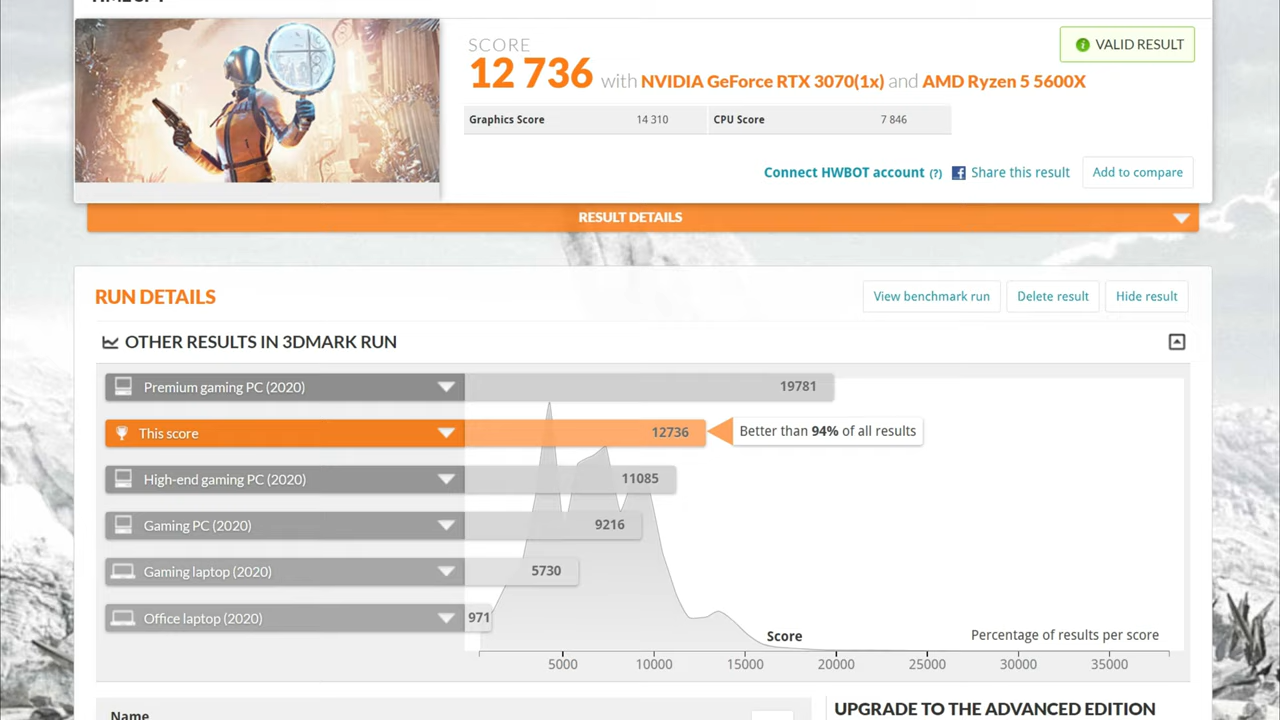 SCORE
12 736 with NVIDIA GeForce RTX 3070(1x) and AMD Ryzen 5 5600X
VALID RESULT
Graphics Score 14 310 CPU Score 7 846
Connect HWBOT account (?) Share this result Add to compare
RESULT DETAILS
RUN DETAILS
View benchmark run Delete result Hide result
OTHER RESULTS IN 3DMARK RUN
Premium gaming PC (2020) 19781
This score 12736 Better than 94% of all results
High-end gaming PC (2020) 11085
Gaming PC (2020) 9216
Gaming laptop (2020) 5730
Office laptop (2020) 971
Score Percentage of results per score
5000 10000 15000 20000 25000 30000 35000
Name
UPGRADE TO THE ADVANCED EDITION